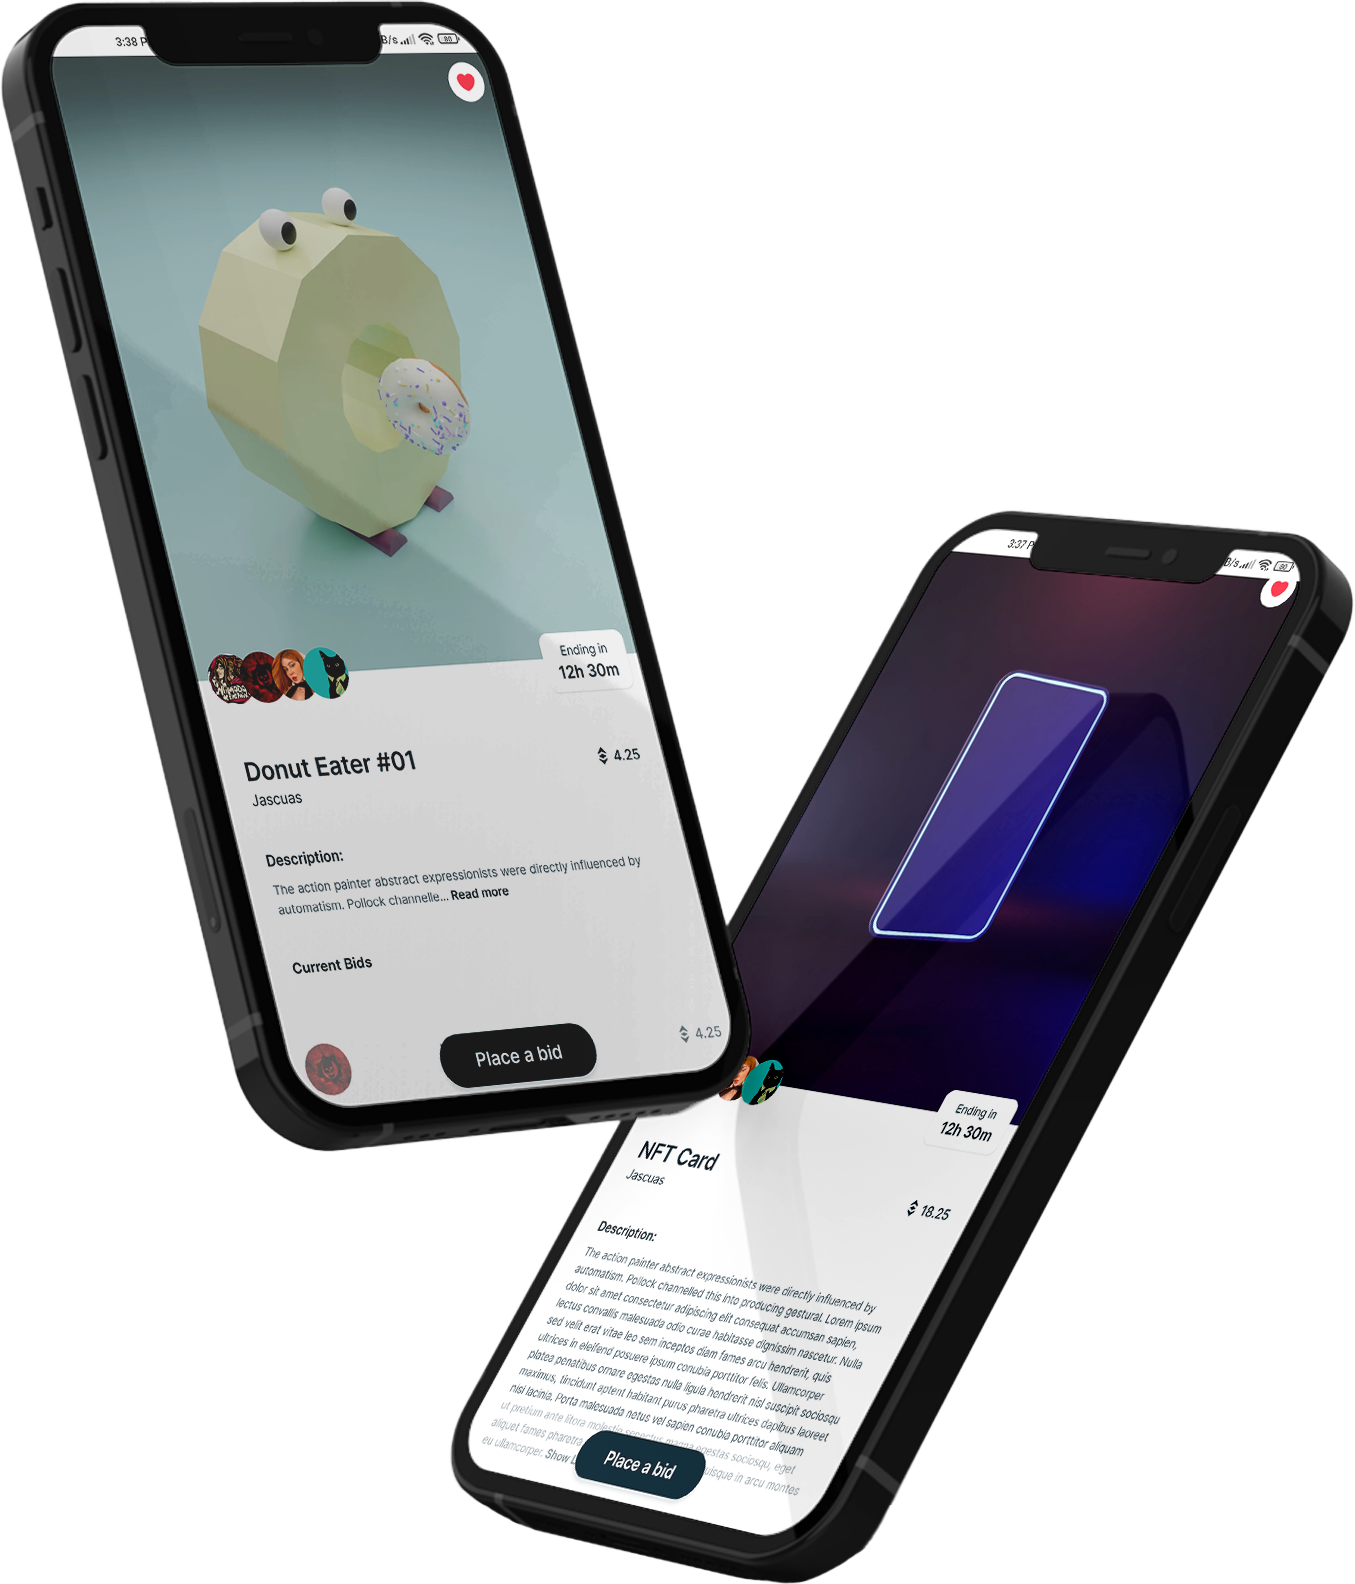 3:38 P
B/s
80
Ending in
12h 30m
Donut Eater #01
4.25
Jascuas
Description:
The action painter abstract expressionists were directly influenced by
automatism. Pollock channelle... Read more
Current Bids
4.25
Place a bid
3:37 P
B/s
80
Ending in
12h 30m
NFT Card
Jascuas
18.25
Description:
The action painter abstract expressionists were directly influenced by
automatism. Pollock channelled this into producing gestural. Lorem ipsum
dolor sit amet consectetur adipiscing elit consequat accumsan sapien,
lectus convallis malesuada odio curae habitasse dignissim nascetur. Nulla
sed velit erat vitae leo sem inceptos diam fames arcu hendrerit, quis
ultrices in eleifend posuere ipsum conubia porttitor felis. Ullamcorper
platea penatibus ornare egestas nulla ligula hendrerit nisl suscipit sociosqu
maximus, tincidunt aptent habitant purus pharetra ultrices dapibus laoreet
nisl lacinia. Porta malesuada netus vel sapien conubia porttitor aliquam
ut pretium ante litora molestie senectus magna egestas sociosqu, eget
aliquet fames pharetra uisque in arcu montes
eu ullamcorper. Show L
Place a bid